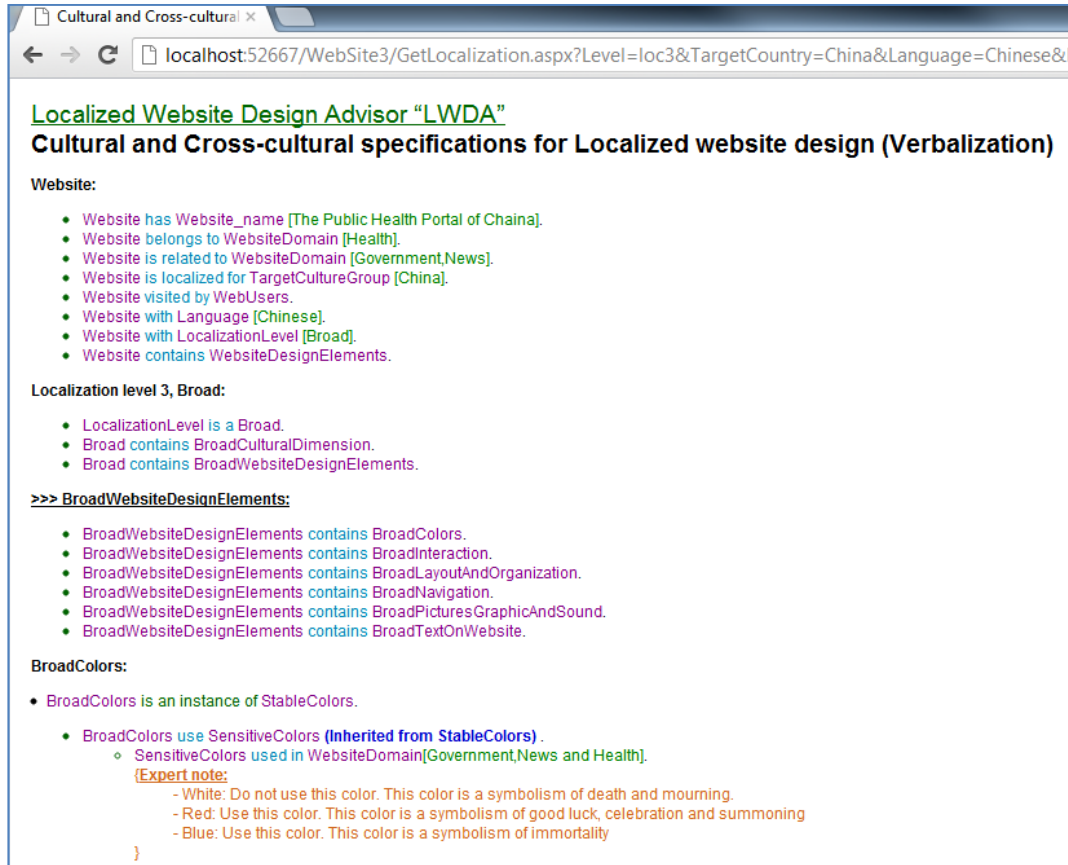 Cultural and Cross-cultural
localhost:52667/WebSite3/GetLocalization.aspx?Level=loc3&TargetCountry=China&Language=Chinese&
Localized Website Design Advisor “LWDA”
Cultural and Cross-cultural specifications for Localized website design (Verbalization)
Website:
Website has Website_name [The Public Health Portal of Chaina].
Website belongs to WebsiteDomain [Health].
Website is related to WebsiteDomain [Government,News].
Website is localized for TargetCultureGroup [China].
Website visited by WebUsers.
Website with Language [Chinese].
Website with LocalizationLevel [Broad].
Website contains WebsiteDesignElements.
Localization level 3, Broad:
LocalizationLevel is a Broad.
Broad contains BroadCulturalDimension.
Broad contains BroadWebsiteDesignElements.
>>> BroadWebsiteDesignElements:
BroadWebsiteDesignElements contains BroadColors.
BroadWebsiteDesignElements contains BroadInteraction.
BroadWebsiteDesignElements contains BroadLayoutAndOrganization.
BroadWebsiteDesignElements contains BroadNavigation.
BroadWebsiteDesignElements contains BroadPicturesGraphicAndSound.
BroadWebsiteDesignElements contains BroadTextOnWebsite.
BroadColors:
BroadColors is an instance of StableColors.
BroadColors use SensitiveColors (Inherited from StableColors) .
SensitiveColors used in WebsiteDomain[Government,News and Health].
{Expert note:
- White: Do not use this color. This color is a symbolism of death and mourning.
- Red: Use this color. This color is a symbolism of good luck, celebration and summoning
- Blue: Use this color. This color is a symbolism of immortality
}